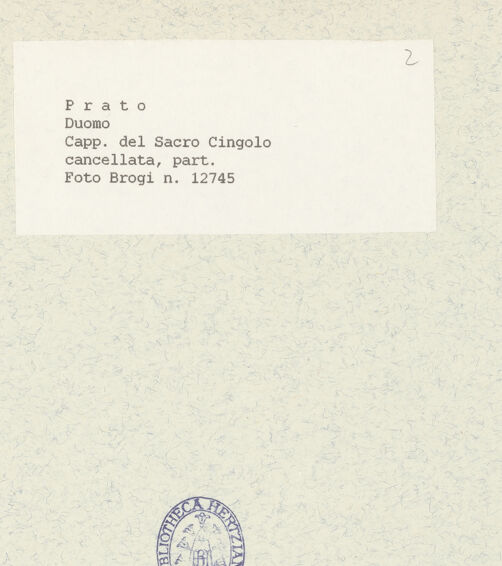 2
P r a t o
Duomo
Capp. del Sacro Cingolo
cancellata, part.
Foto Brogi n. 12745
BIBLIOTHECA HERTZIANA